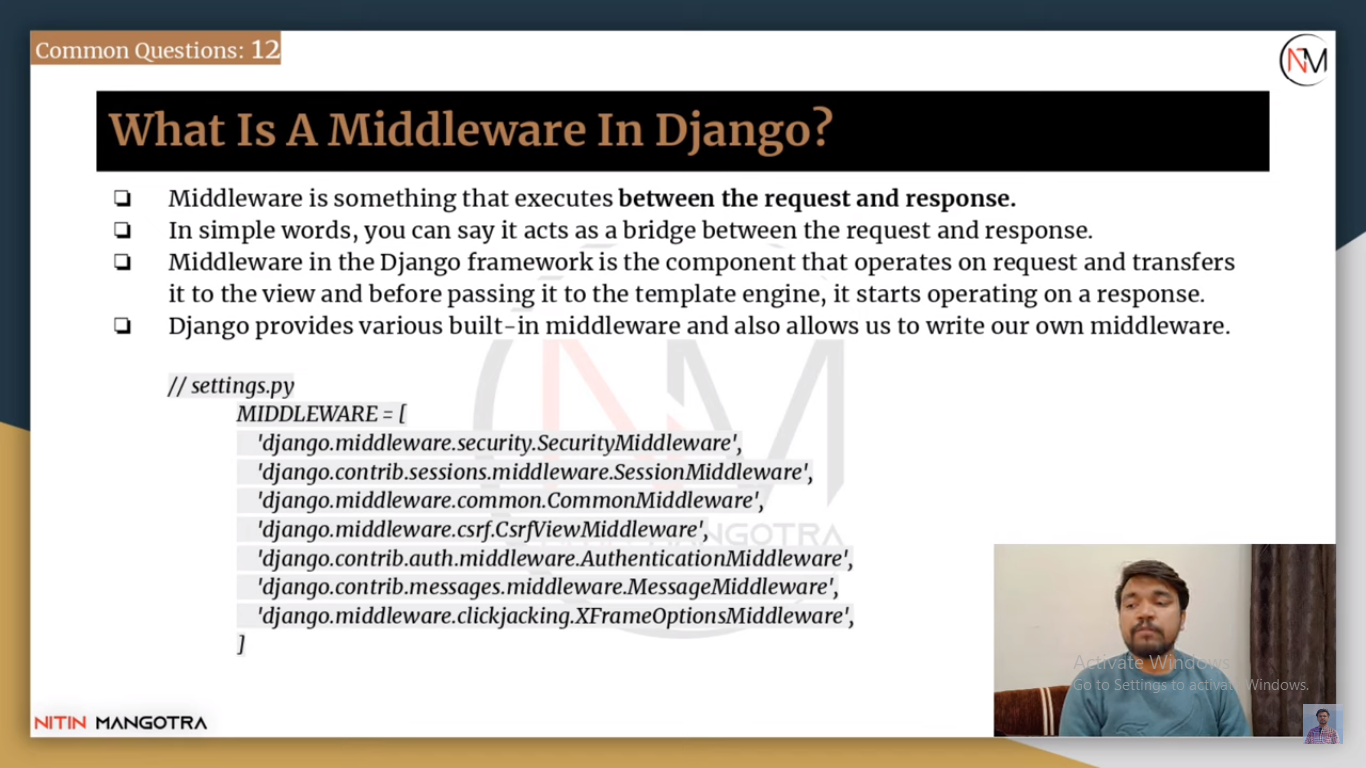 Common Questions: 12
NM
What Is A Middleware In Django?
❏ Middleware is something that executes between the request and response.
❏ In simple words, you can say it acts as a bridge between the request and response.
❏ Middleware in the Django framework is the component that operates on request and transfers
it to the view and before passing it to the template engine, it starts operating on a response.
❏ Django provides various built-in middleware and also allows us to write our own middleware.
// settings.py
MIDDLEWARE = [
'django.middleware.security.SecurityMiddleware',
'django.contrib.sessions.middleware.SessionMiddleware',
'django.middleware.common.CommonMiddleware',
'django.middleware.csrf.CsrfViewMiddleware',
'django.contrib.auth.middleware.AuthenticationMiddleware',
'django.contrib.messages.middleware.MessageMiddleware',
'django.middleware.clickjacking.XFrameOptionsMiddleware',
]
Activate Windows
Go to Settings to activate Windows.
NITIN MANGOTRA